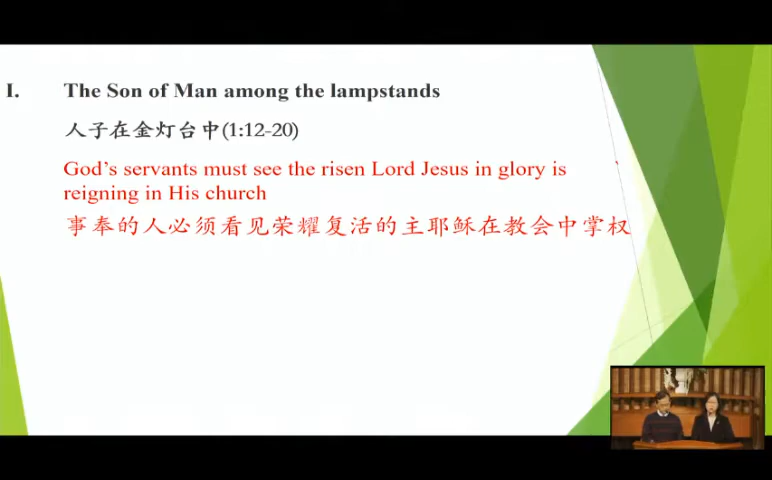 I. The Son of Man among the lampstands
人子在金灯台中(1:12-20)
God's servants must see the risen Lord Jesus in glory is
reigning in His church
事奉的人必须看见荣耀复活的主耶稣在教会中掌权